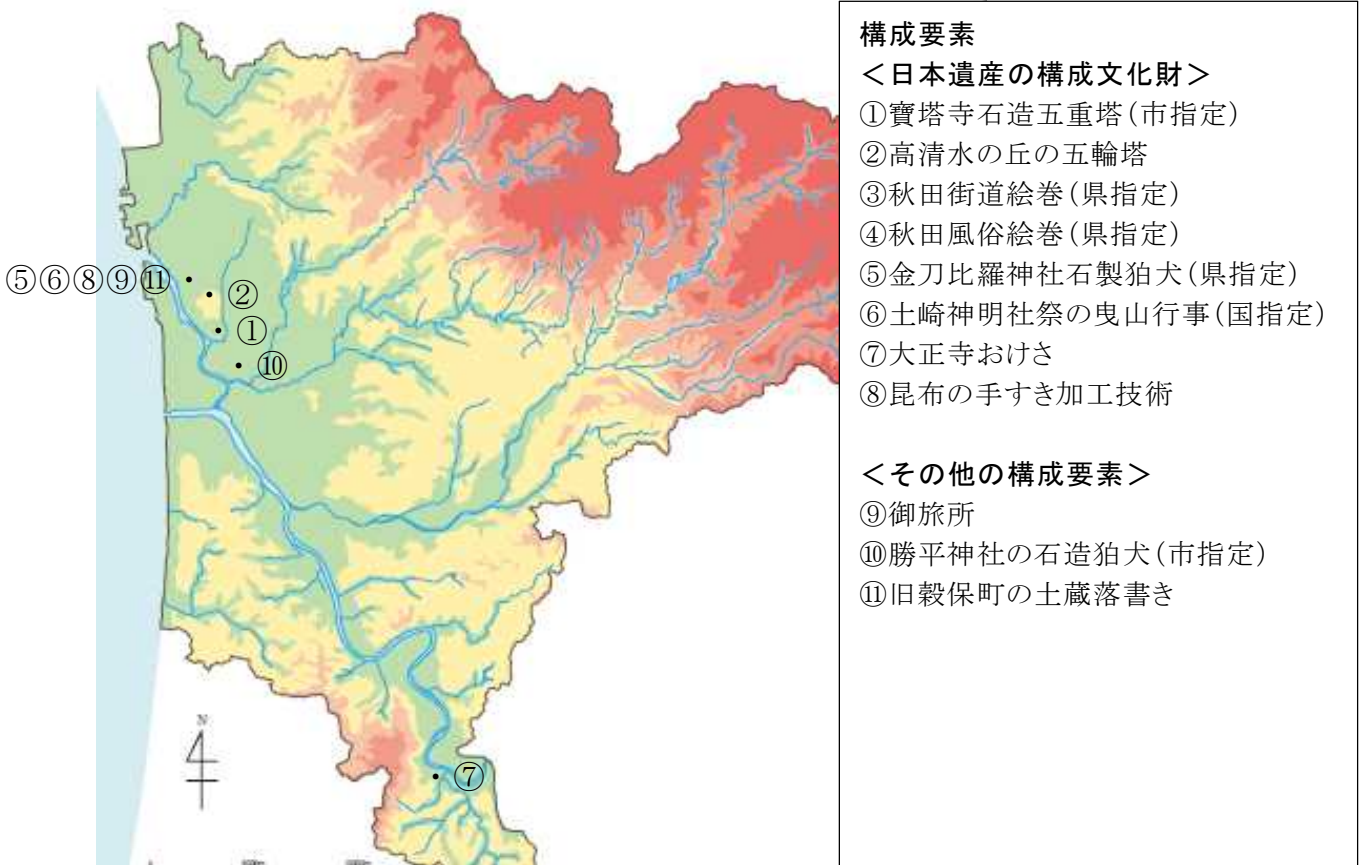 構成要素
＜日本遺産の構成文化財＞
①寶塔寺石造五重塔(市指定)
②高清水の丘の五輪塔
③秋田街道絵巻(県指定)
④秋田風俗絵巻(県指定)
⑤金刀比羅神社石製狛犬(県指定)
⑥土崎神明社祭の曳山行事(国指定)
⑦大正寺おけさ
⑧昆布の手すき加工技術
＜その他の構成要素＞
⑨御旅所
⑩勝平神社の石造狛犬(市指定)
⑪旧穀保町の土蔵落書き
⑤⑥⑧⑨⑪
②
①
⑩
N
⑦